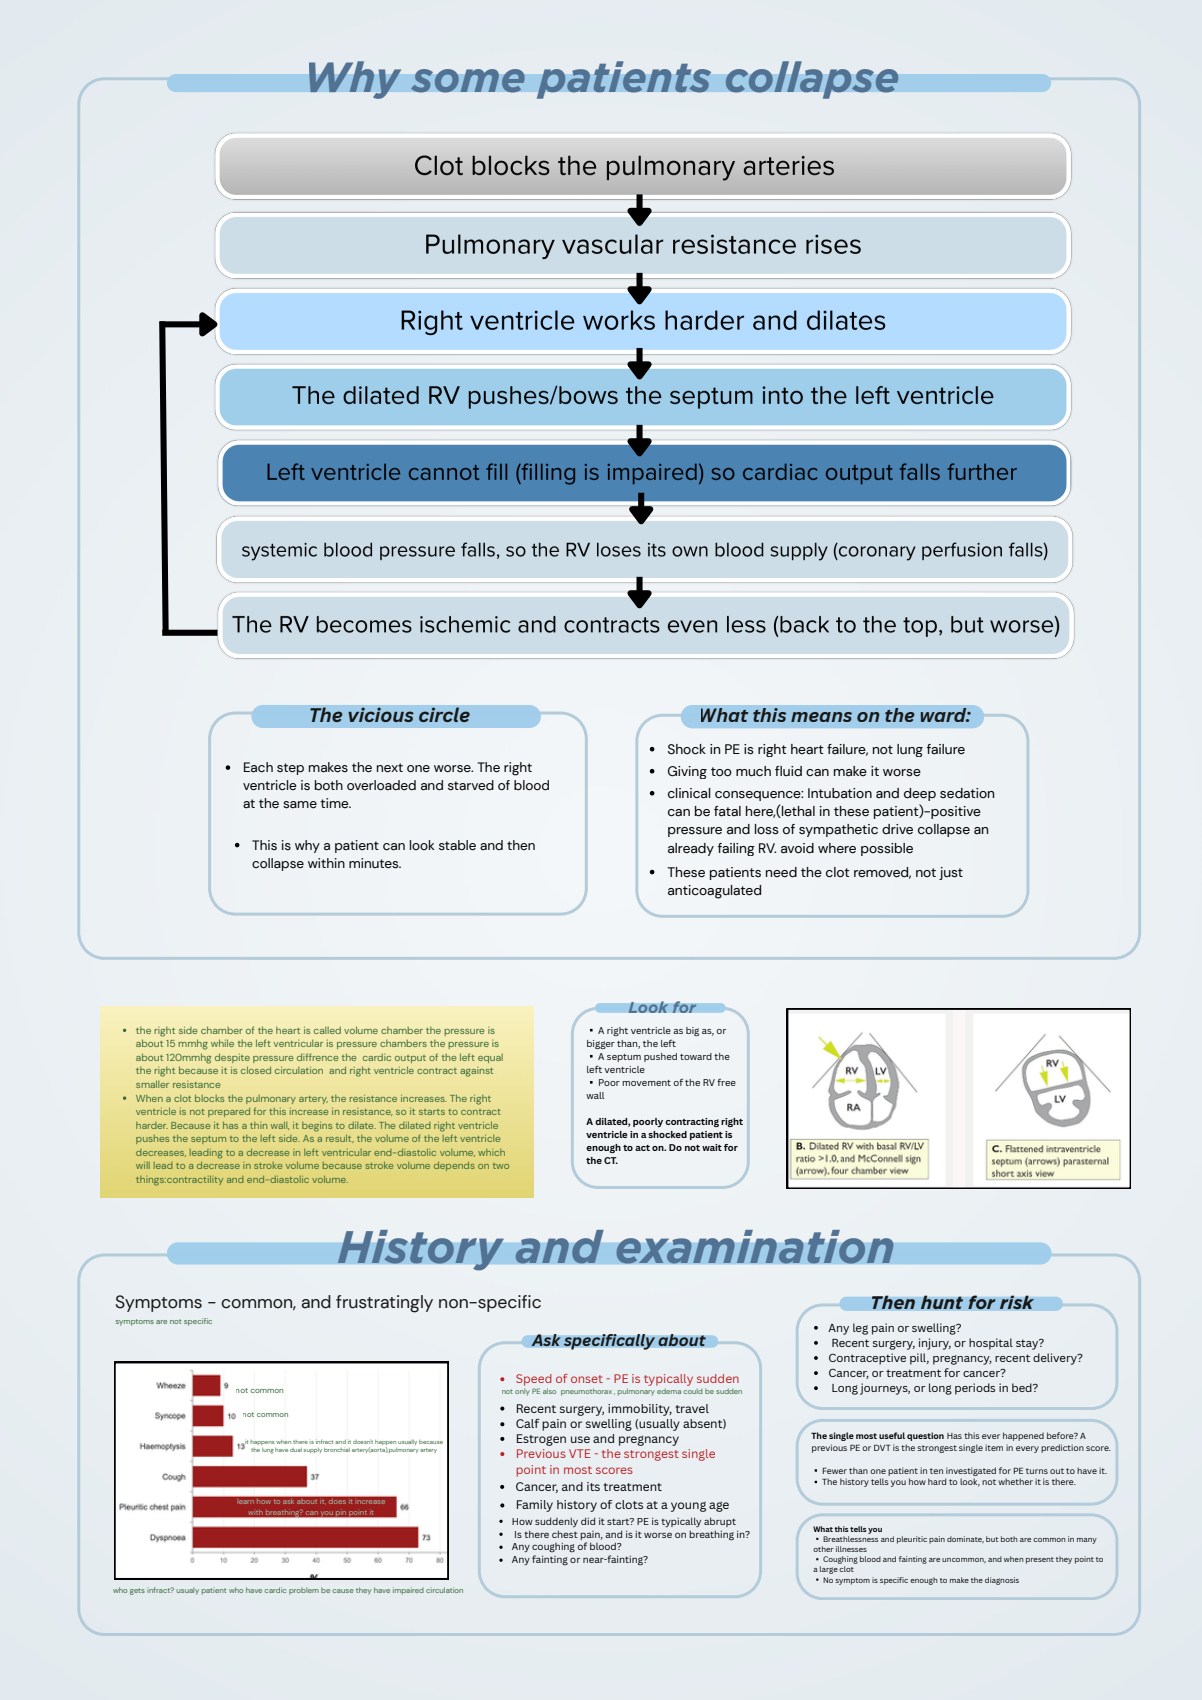 Why some patients collapse
Clot blocks the pulmonary arteries
Pulmonary vascular resistance rises
Right ventricle works harder and dilates
The dilated RV pushes/bows the septum into the left ventricle
Left ventricle cannot fill (filling is impaired) so cardiac output falls further
systemic blood pressure falls, so the RV loses its own blood supply (coronary perfusion falls)
The RV becomes ischemic and contracts even less (back to the top, but worse)
The vicious circle
• Each step makes the next one worse. The right
ventricle is both overloaded and starved of blood
at the same time.
• This is why a patient can look stable and then
collapse within minutes.
What this means on the ward:
• Shock in PE is right heart failure, not lung failure
• Giving too much fluid can make it worse
• clinical consequence: Intubation and deep sedation
can be fatal here,(lethal in these patient)-positive
pressure and loss of sympathetic drive collapse an
already failing RV. avoid where possible
• These patients need the clot removed, not just
anticoagulated
• the right side chamber of the heart is called volume chamber the pressure is
about 15 mmhg while the left ventricular is pressure chambers the pressure is
about 120mmhg despite pressure diffrence the cardic output of the left equal
the right because it is closed circulation and right ventricle contract against
smaller resistance
• When a clot blocks the pulmonary artery, the resistance increases. The right
ventricle is not prepared for this increase in resistance, so it starts to contract
harder. Because it has a thin wall, it begins to dilate. The dilated right ventricle
pushes the septum to the left side. As a result, the volume of the left ventricle
decreases, leading to a decrease in left ventricular end-diastolic volume, which
will lead to a decrease in stroke volume because stroke volume depends on two
things:contractility and end-diastolic volume.
Look for
• A right ventricle as big as, or
bigger than, the left
• A septum pushed toward the
left ventricle
• Poor movement of the RV free
wall
A dilated, poorly contracting right
ventricle in a shocked patient is
enough to act on. Do not wait for
the CT.
RV
LV
RA
B. Dilated RV with basal RV/LV
ratio >1.0, and McConnell sign
(arrow), four chamber view
RV
LV
C. Flattened intraventricle
septum (arrows) parasternal
short axis view
History and examination
Symptoms - common, and frustratingly non-specific
symptoms are not specific
Wheeze 9 not common
Syncope 10 not common
Haemoptysis 13 it happens when there is infract and it doesn't happen usually because
the lung have dual supply bronchial artery(aorta),pulmonary artery
Cough 37
Pleuritic chest pain 66
learn how to ask about it, does it increase
with breathing? can you pin point it
Dyspnoea 73
0 10 20 30 40 50 60 70 80
%
who gets infract? usualy patient who have cardic problem be cause they have impaired circulation
Ask specifically about
• Speed of onset - PE is typically sudden
not only PE also pneumothorax , pulmonary edema could be sudden
• Recent surgery, immobility, travel
• Calf pain or swelling (usually absent)
• Estrogen use and pregnancy
• Previous VTE - the strongest single
point in most scores
• Cancer, and its treatment
• Family history of clots at a young age
• How suddenly did it start? PE is typically abrupt
• Is there chest pain, and is it worse on breathing in?
• Any coughing of blood?
• Any fainting or near-fainting?
Then hunt for risk
• Any leg pain or swelling?
• Recent surgery, injury, or hospital stay?
• Contraceptive pill, pregnancy, recent delivery?
• Cancer, or treatment for cancer?
• Long journeys, or long periods in bed?
The single most useful question Has this ever happened before? A
previous PE or DVT is the strongest single item in every prediction score.
• Fewer than one patient in ten investigated for PE turns out to have it.
• The history tells you how hard to look, not whether it is there.
What this tells you
• Breathlessness and pleuritic pain dominate, but both are common in many
other illnesses
• Coughing blood and fainting are uncommon, and when present they point to
a large clot
• No symptom is specific enough to make the diagnosis